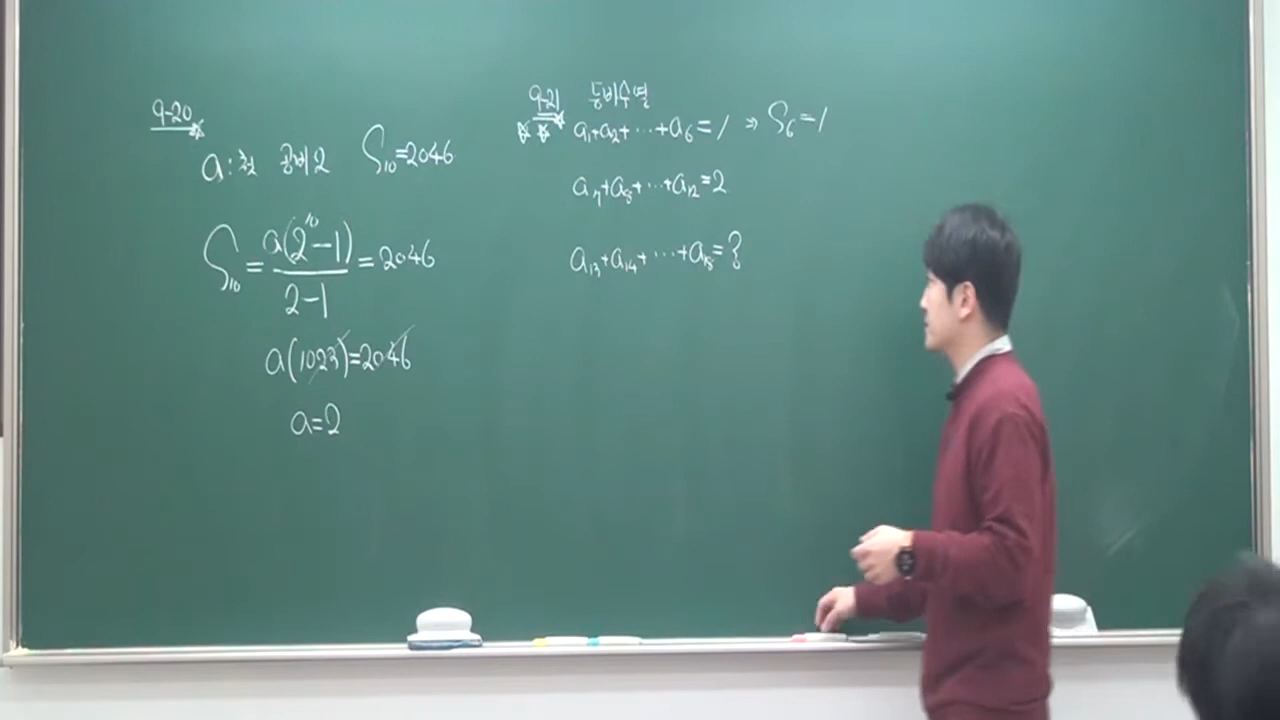 9-20
a: 첫 공비 2 S₁₀=2046
S₁₀ = a(2¹⁰-1) / 2-1 = 2046
a(1023)=2046
a=2
9-21 등비수열
a₁+a₂+…+a₆=1 ⇒ S₆=1
a₇+a₈+…+a₁₂=2
a₁₃+a₁₄+…+a₁₈=?